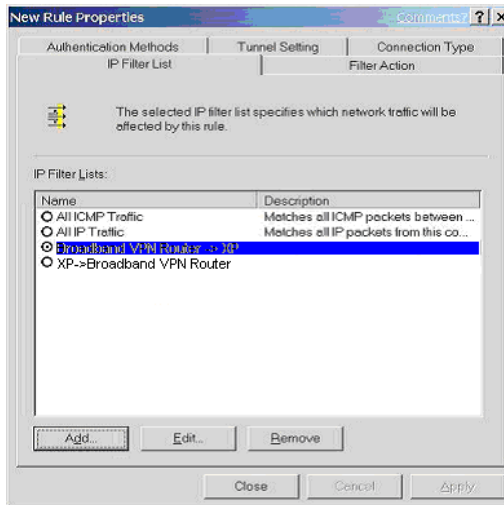 New Rule Properties
Comments?
Authentication Methods
Tunnel Setting
Connection Type
IP Filter List
Filter Action
The selected IP filter list specifies which network traffic will be
affected by this rule.
IP Filter Lists:
Name
Description
All ICMP Traffic
Matches all ICMP packets between ...
All IP Traffic
Matches all IP packets from this co...
Broadband VPN Router -> XP
XP->Broadband VPN Router
Add...
Edit...
Remove
Close
Cancel
Apply